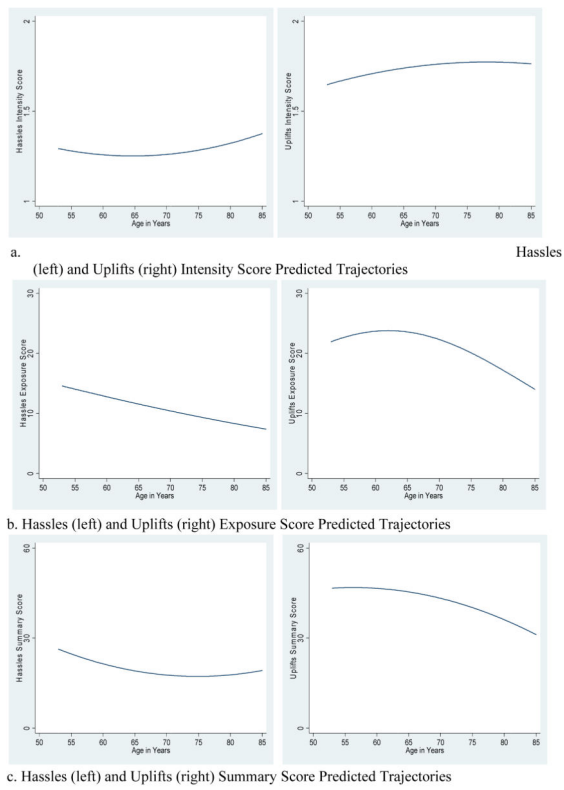 Hassles Intensity Score
1
1.5
2
50 55 60 65 70 75 80 85
Age in Years
Uplifts Intensity Score
1
1.5
2
50 55 60 65 70 75 80 85
Age in Years
a. Hassles
(left) and Uplifts (right) Intensity Score Predicted Trajectories
Hassles Exposure Score
0
10
20
30
50 55 60 65 70 75 80 85
Age in Years
Uplifts Exposure Score
0
10
20
30
50 55 60 65 70 75 80 85
Age in Years
b. Hassles (left) and Uplifts (right) Exposure Score Predicted Trajectories
Hassles Summary Score
0
30
60
50 55 60 65 70 75 80 85
Age in Years
Uplifts Summary Score
0
30
60
50 55 60 65 70 75 80 85
Age in Years
c. Hassles (left) and Uplifts (right) Summary Score Predicted Trajectories